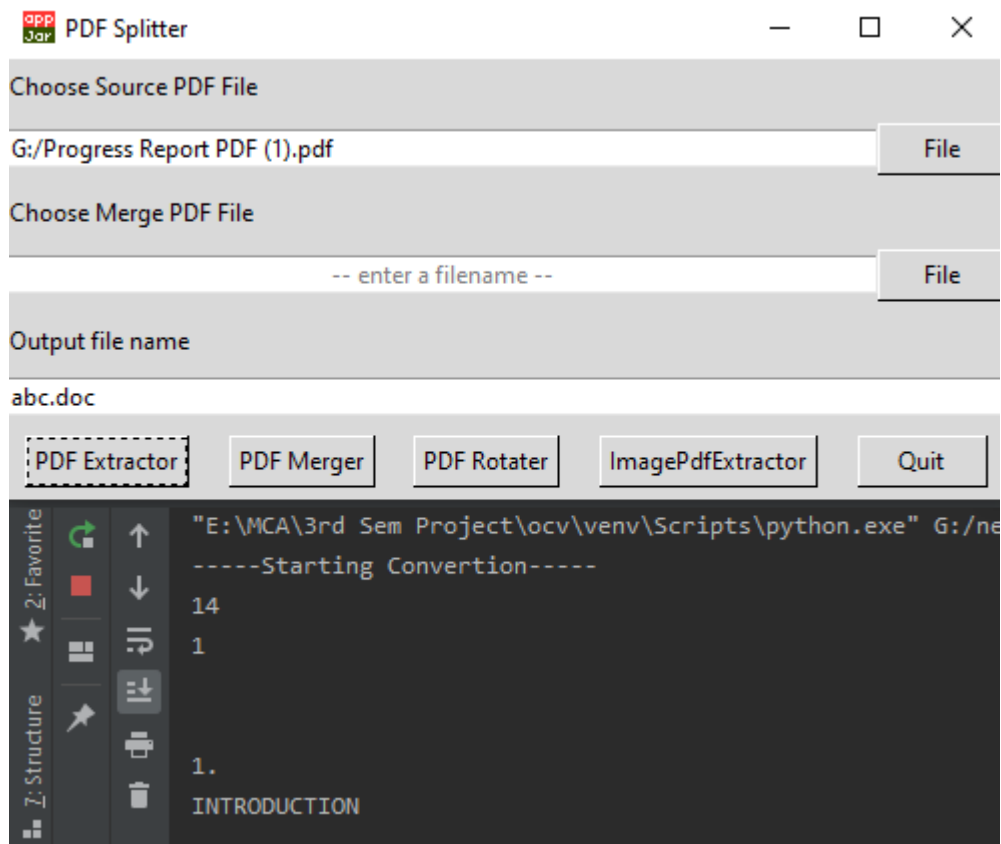 app
Jar PDF Splitter
Choose Source PDF File
G:/Progress Report PDF (1).pdf File
Choose Merge PDF File
-- enter a filename -- File
Output file name
abc.doc
PDF Extractor PDF Merger PDF Rotater ImagePdfExtractor Quit
2: Favorite
7: Structure
"E:\MCA\3rd Sem Project\ocv\venv\Scripts\python.exe" G:/ne
-----Starting Convertion-----
14
1
1.
INTRODUCTION